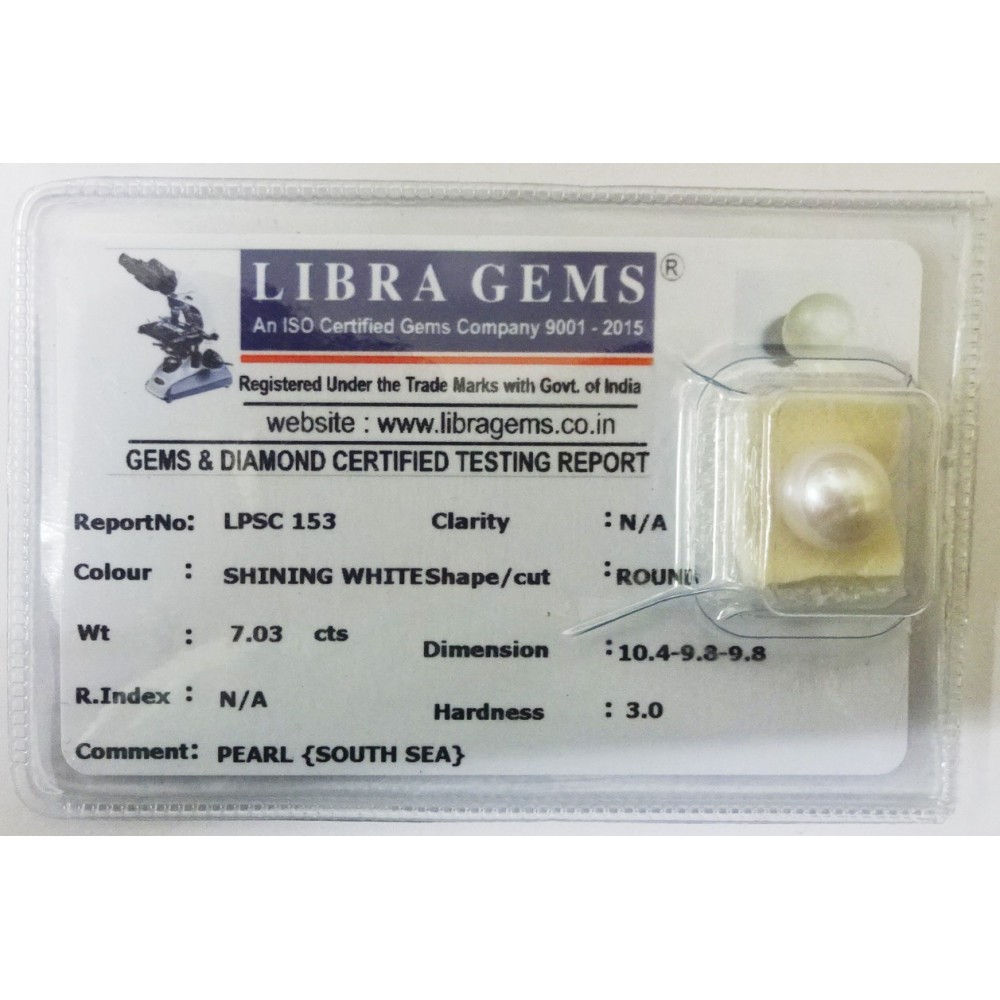 LIBRA GEMS ®
An ISO Certified Gems Company 9001 - 2015
Registered Under the Trade Marks with Govt. of India
website : www.libragems.co.in
GEMS & DIAMOND CERTIFIED TESTING REPORT
ReportNo: LPSC 153 Clarity : N/A
Colour : SHINING WHITE Shape/cut : ROUND
Wt : 7.03 cts Dimension : 10.4-9.8-9.8
R.Index : N/A Hardness : 3.0
Comment: PEARL {SOUTH SEA}